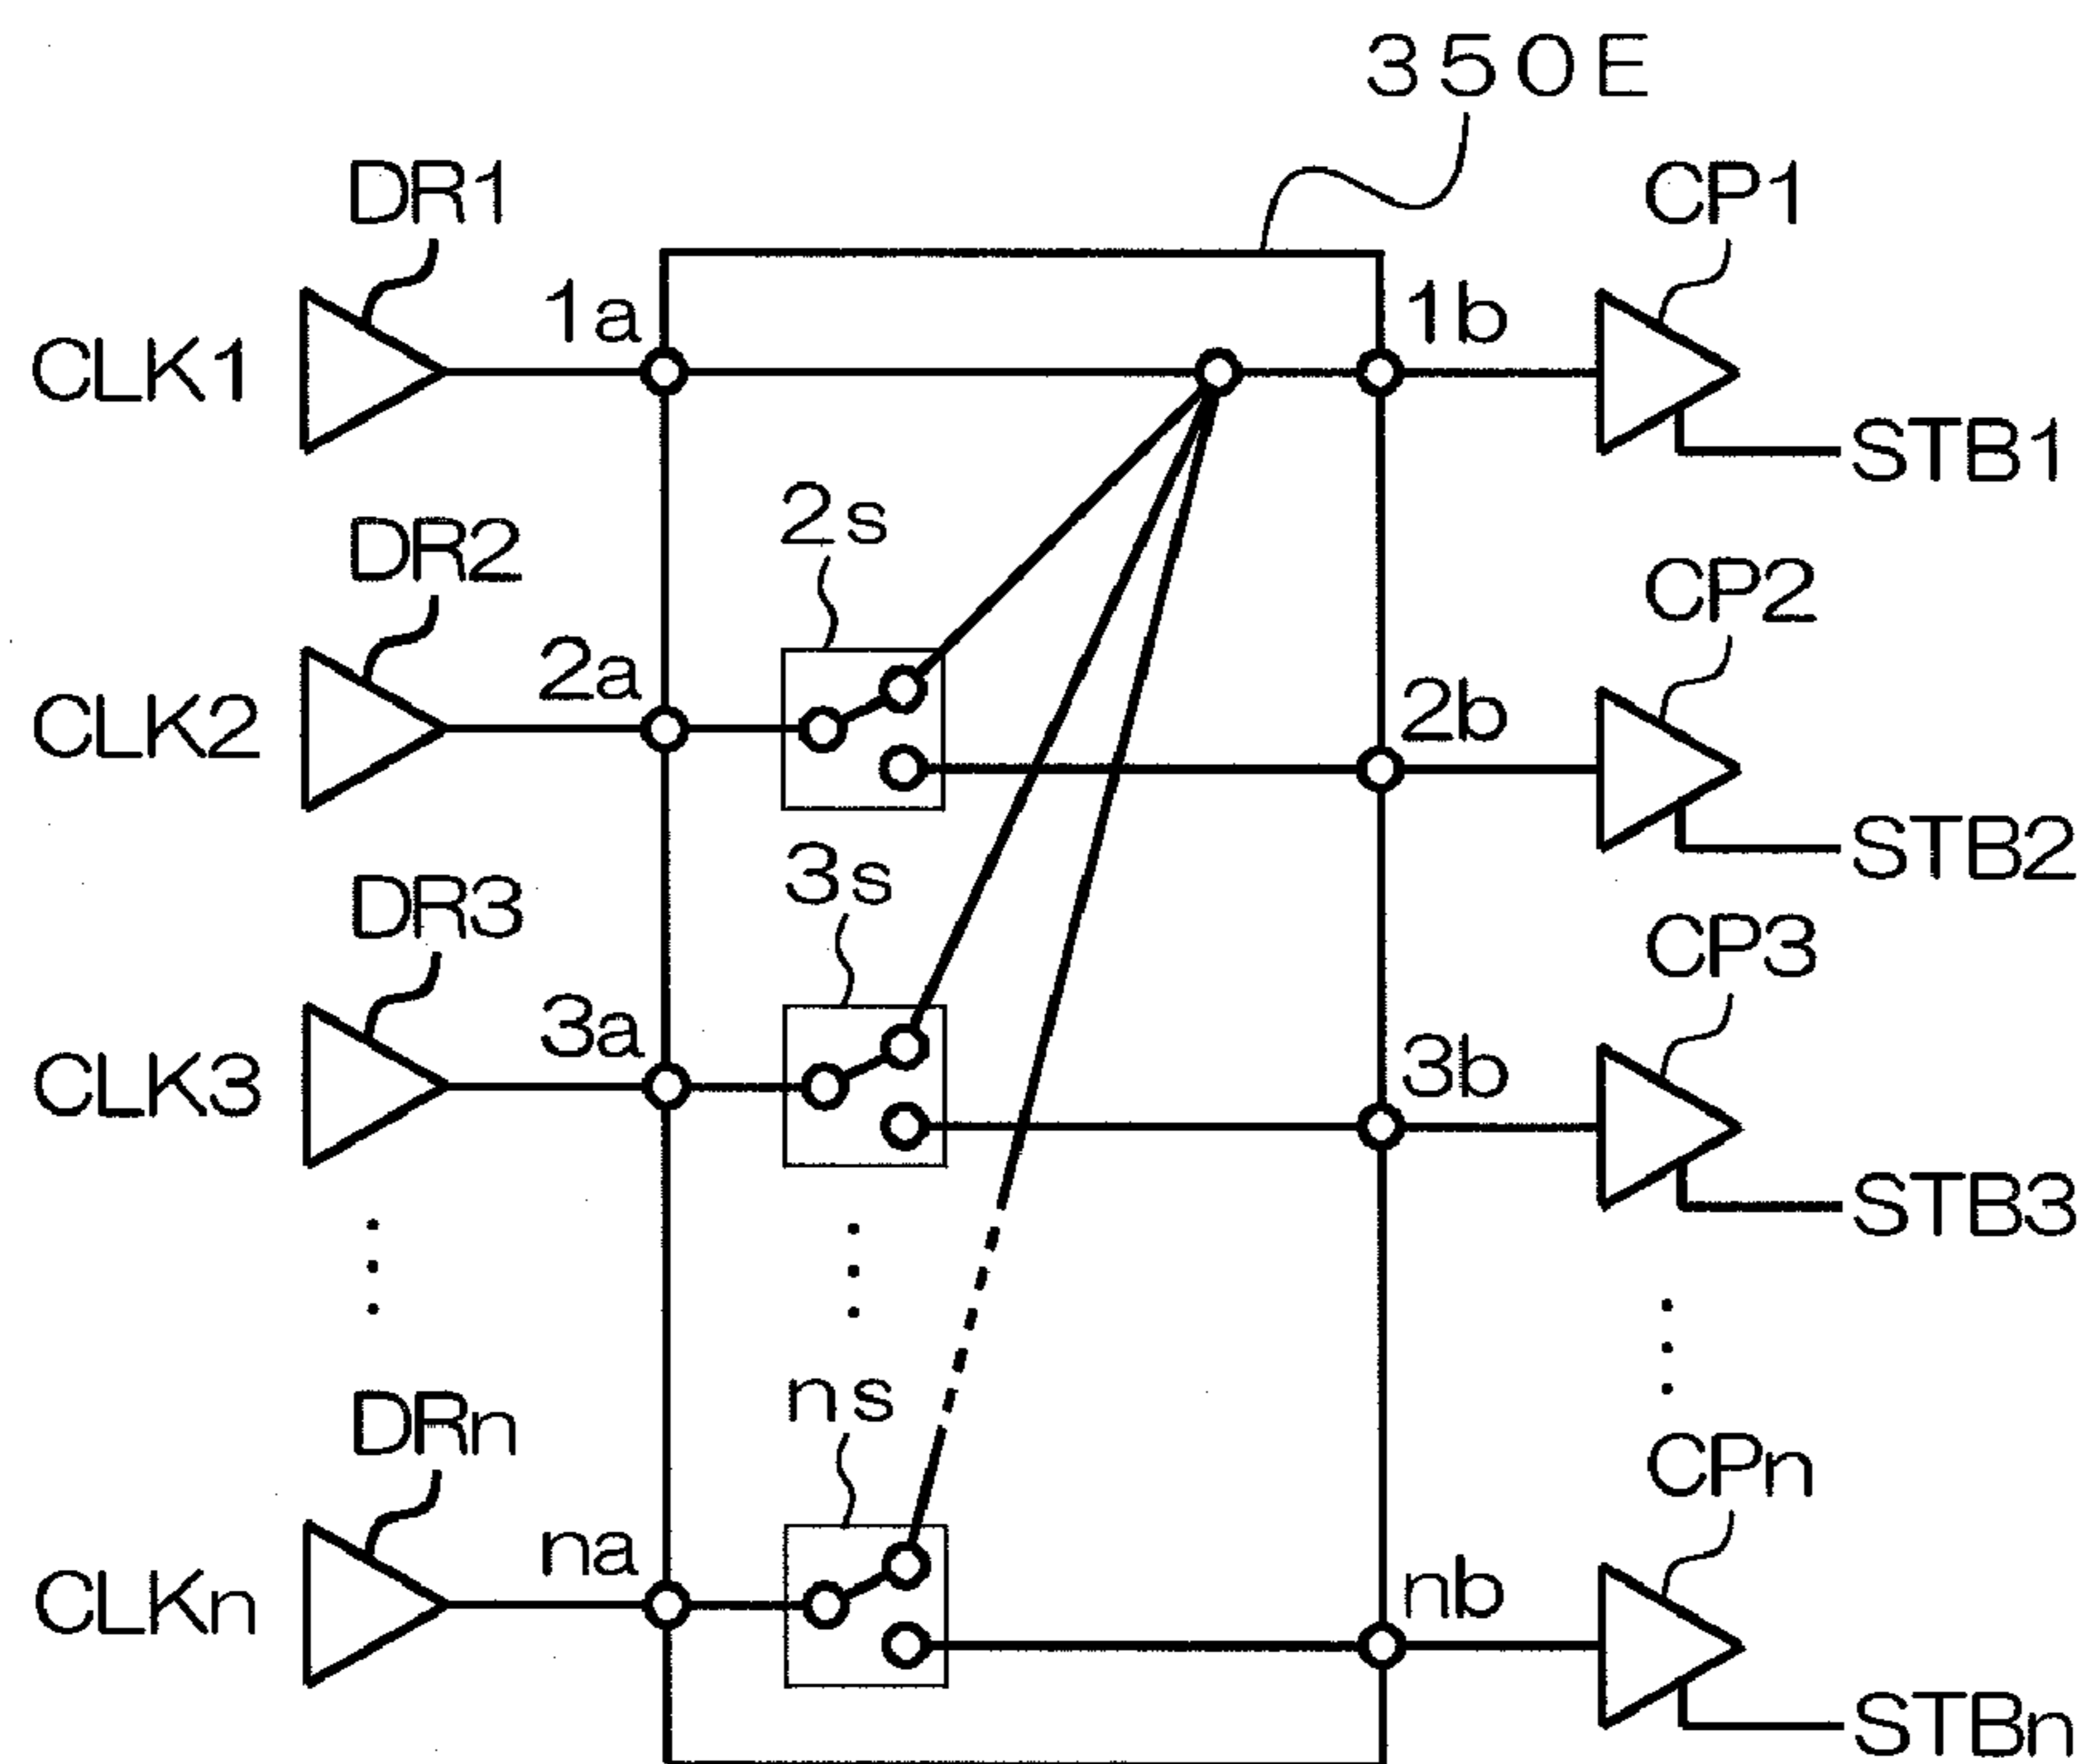 350E
DR1
CP1
1a
1b
CLK1
STB1
2s
DR2
CP2
2a
2b
CLK2
STB2
3s
DR3
CP3
3a
3b
CLK3
STB3
ns
DRn
CPn
na
nb
CLKn
STBn